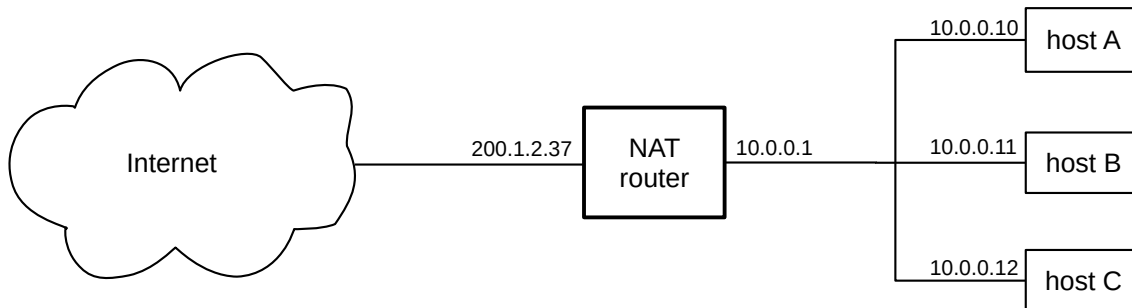 10.0.0.10
host A
Internet
200.1.2.37
NAT
router
10.0.0.1
10.0.0.11
host B
10.0.0.12
host C